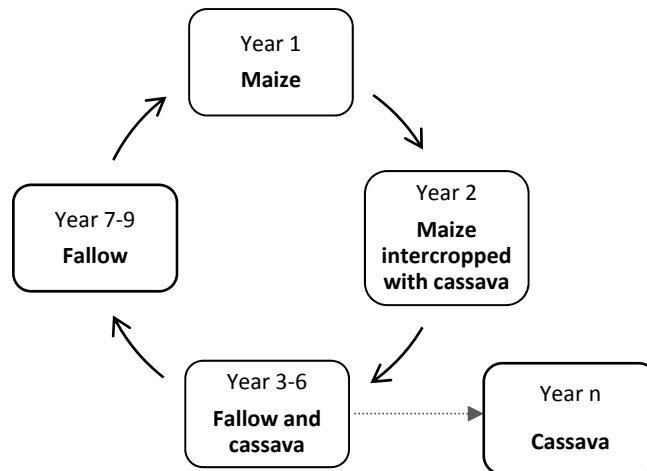 Year 1
Maize
Year 2
Maize
intercropped
with cassava
Year 7-9
Fallow
Year 3-6
Fallow and
cassava
Year n
Cassava